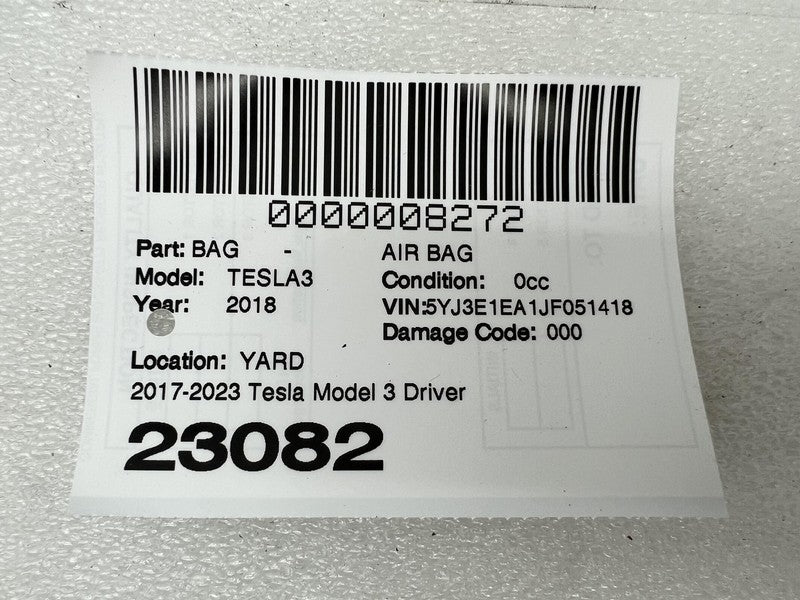 0000008272
Part: BAG - AIR BAG
Model: TESLA3 Condition: 0cc
Year: 2018 VIN:5YJ3E1EA1JF051418
Damage Code: 000
Location: YARD
2017-2023 Tesla Model 3 Driver
23082